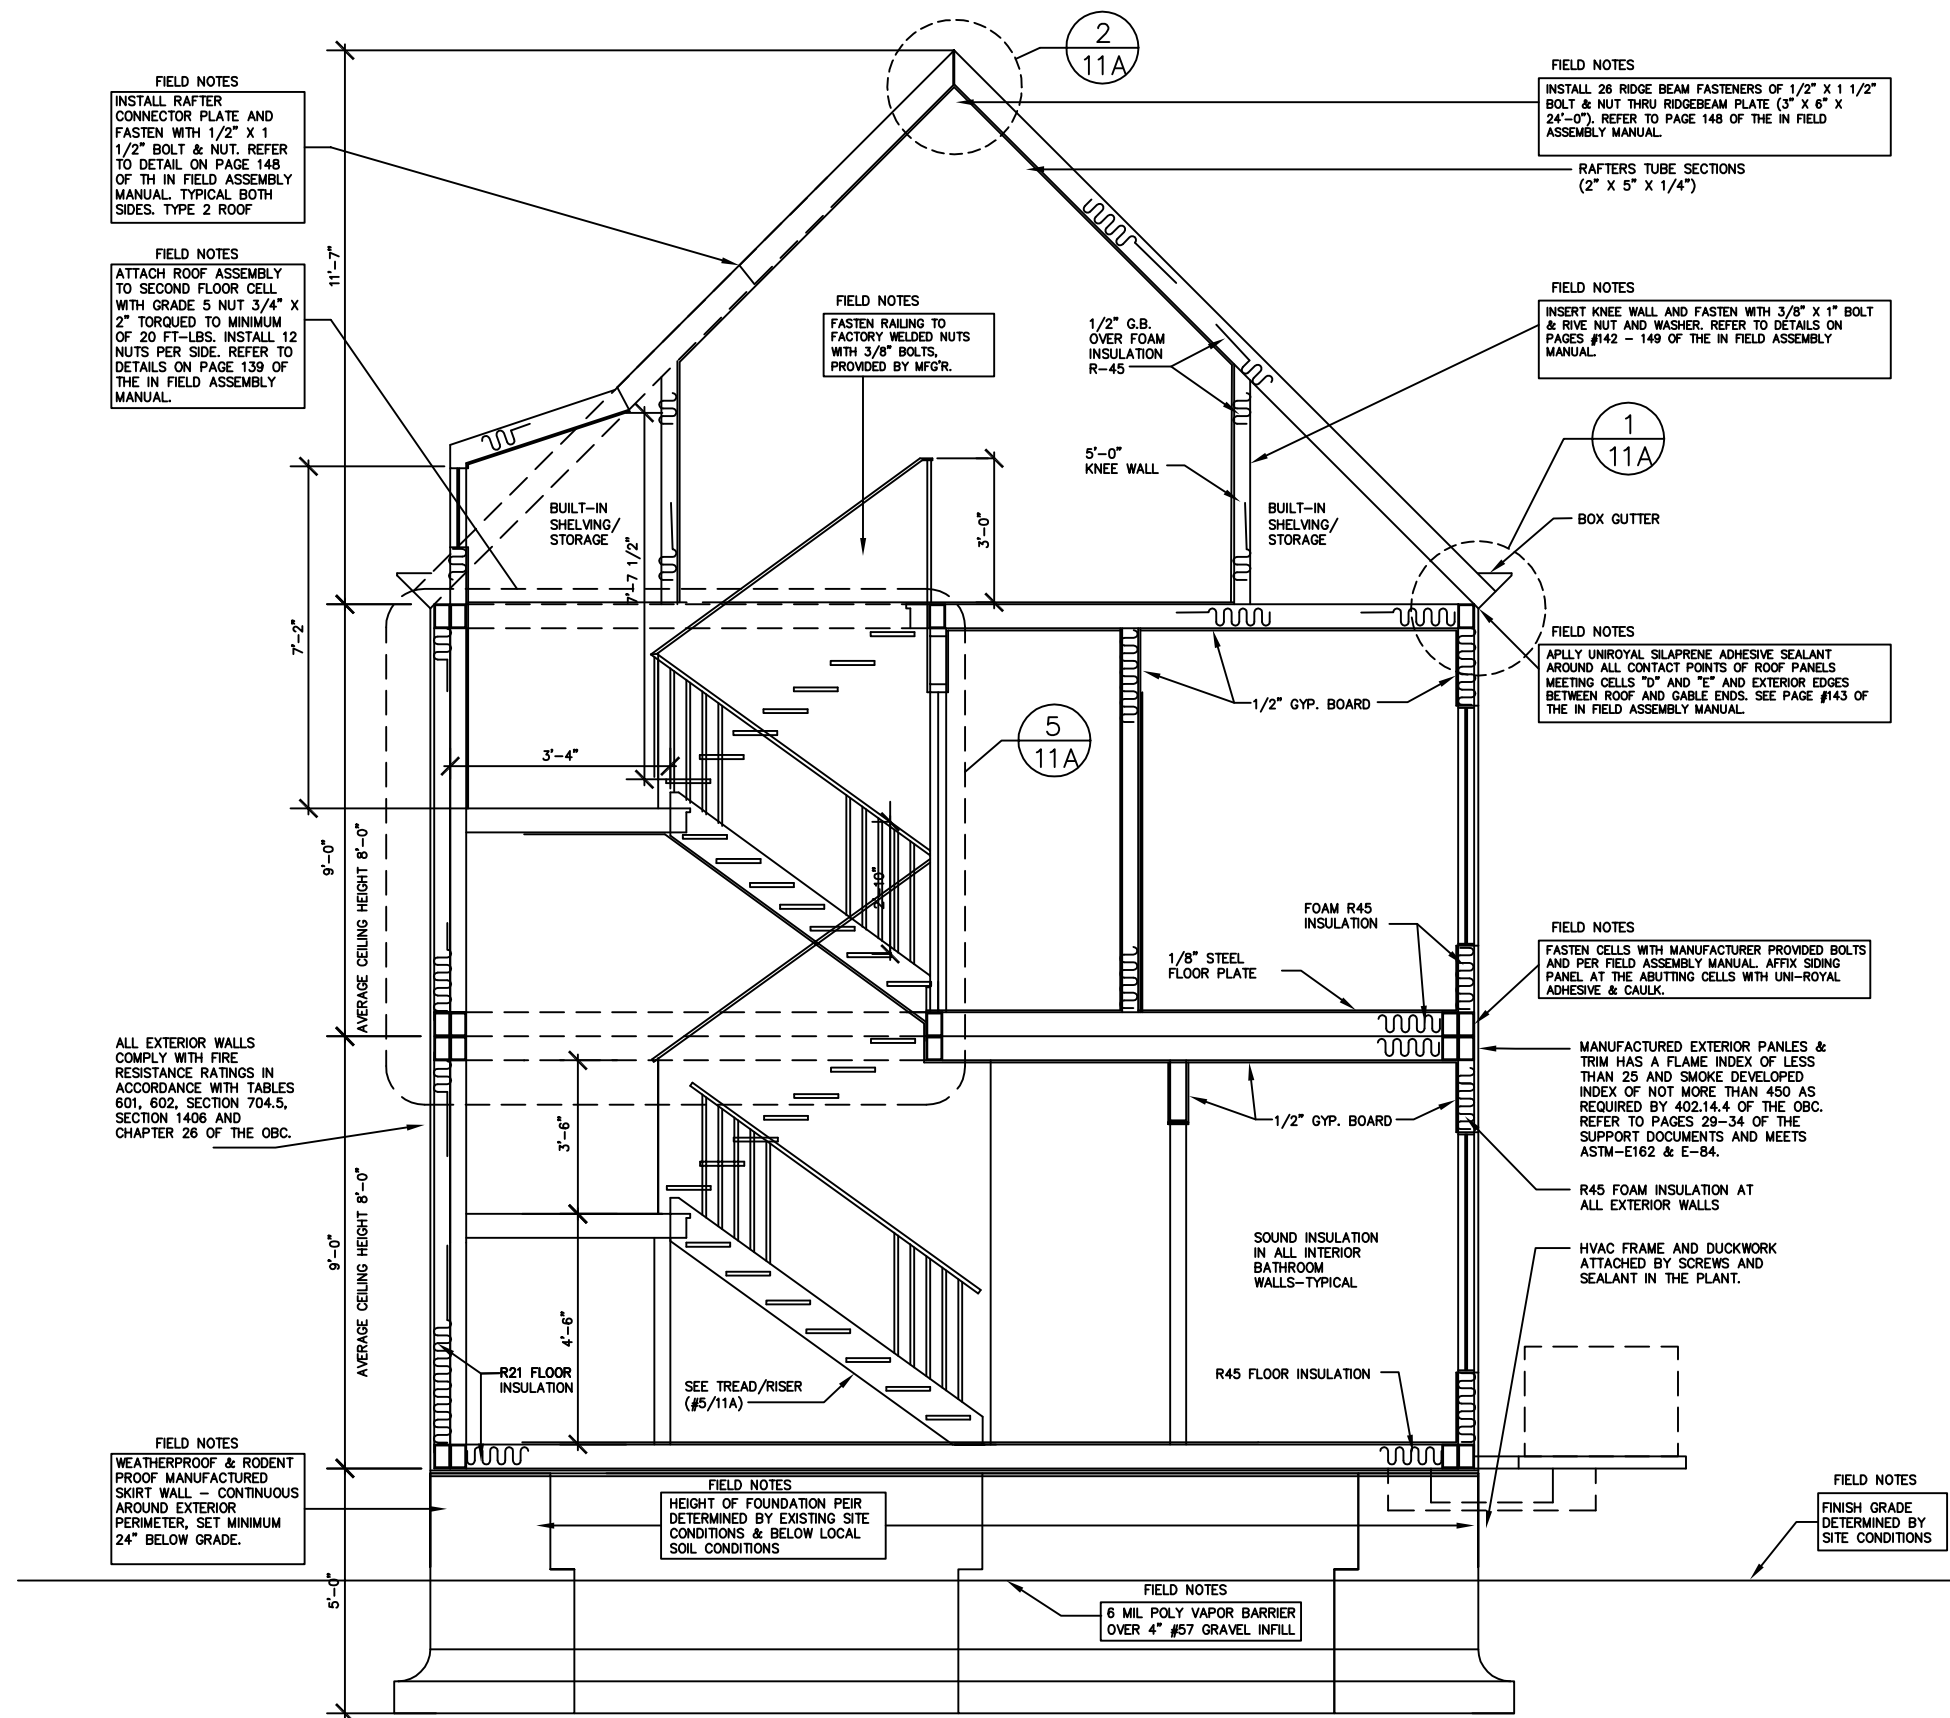 2
11A
FIELD NOTES
INSTALL RAFTER
CONNECTOR PLATE AND
FASTEN WITH 1/2" X 1
1/2" BOLT & NUT. REFER
TO DETAIL ON PAGE 148
OF TH IN FIELD ASSEMBLY
MANUAL. TYPICAL BOTH
SIDES. TYPE 2 ROOF
FIELD NOTES
ATTACH ROOF ASSEMBLY
TO SECOND FLOOR CELL
WITH GRADE 5 NUT 3/4" X
2" TORQUED TO MINIMUM
OF 20 FT-LBS. INSTALL 12
NUTS PER SIDE. REFER TO
DETAILS ON PAGE 139 OF
THE IN FIELD ASSEMBLY
MANUAL.
11'-7"
FIELD NOTES
INSTALL 26 RIDGE BEAM FASTENERS OF 1/2" X 1 1/2"
BOLT & NUT THRU RIDGEBEAM PLATE (3" X 6" X
24'-0"). REFER TO PAGE 148 OF THE IN FIELD
ASSEMBLY MANUAL.
RAFTERS TUBE SECTIONS
(2" X 5" X 1/4")
FIELD NOTES
FASTEN RAILING TO
FACTORY WELDED NUTS
WITH 3/8" BOLTS,
PROVIDED BY MFG'R.
1/2" G.B.
OVER FOAM
INSULATION
R-45
FIELD NOTES
INSERT KNEE WALL AND FASTEN WITH 3/8" X 1" BOLT
& RIVE NUT AND WASHER. REFER TO DETAILS ON
PAGES #142 - 149 OF THE IN FIELD ASSEMBLY
MANUAL.
1
11A
5'-0"
KNEE WALL
BUILT-IN
SHELVING/
STORAGE
BUILT-IN
SHELVING/
STORAGE
BOX GUTTER
3'-0"
7'-7 1/2"
7'-2"
FIELD NOTES
APLLY UNIROYAL SILAPRENE ADHESIVE SEALANT
AROUND ALL CONTACT POINTS OF ROOF PANELS
MEETING CELLS "D" AND "E" AND EXTERIOR EDGES
BETWEEN ROOF AND GABLE ENDS. SEE PAGE #143 OF
THE IN FIELD ASSEMBLY MANUAL.
1/2" GYP. BOARD
5
11A
3'-4"
9'-0"
AVERAGE CEILING HEIGHT 8'-0"
2'-10"
FOAM R45
INSULATION
1/8" STEEL
FLOOR PLATE
FIELD NOTES
FASTEN CELLS WITH MANUFACTURER PROVIDED BOLTS
AND PER FIELD ASSEMBLY MANUAL. AFFIX SIDING
PANEL AT THE ABUTTING CELLS WITH UNI-ROYAL
ADHESIVE & CAULK.
ALL EXTERIOR WALLS
COMPLY WITH FIRE
RESISTANCE RATINGS IN
ACCORDANCE WITH TABLES
601, 602, SECTION 704.5,
SECTION 1406 AND
CHAPTER 26 OF THE OBC.
MANUFACTURED EXTERIOR PANLES &
TRIM HAS A FLAME INDEX OF LESS
THAN 25 AND SMOKE DEVELOPED
INDEX OF NOT MORE THAN 450 AS
REQUIRED BY 402.14.4 OF THE OBC.
REFER TO PAGES 29-34 OF THE
SUPPORT DOCUMENTS AND MEETS
ASTM-E162 & E-84.
1/2" GYP. BOARD
3'-6"
R45 FOAM INSULATION AT
ALL EXTERIOR WALLS
9'-0"
AVERAGE CEILING HEIGHT 8'-0"
SOUND INSULATION
IN ALL INTERIOR
BATHROOM
WALLS-TYPICAL
HVAC FRAME AND DUCKWORK
ATTACHED BY SCREWS AND
SEALANT IN THE PLANT.
4'-6"
R21 FLOOR
INSULATION
SEE TREAD/RISER
(#5/11A)
R45 FLOOR INSULATION
FIELD NOTES
WEATHERPROOF & RODENT
PROOF MANUFACTURED
SKIRT WALL - CONTINUOUS
AROUND EXTERIOR
PERIMETER, SET MINIMUM
24" BELOW GRADE.
FIELD NOTES
HEIGHT OF FOUNDATION PEIR
DETERMINED BY EXISTING SITE
CONDITIONS & BELOW LOCAL
SOIL CONDITIONS
FIELD NOTES
FINISH GRADE
DETERMINED BY
SITE CONDITIONS
5'-0"
FIELD NOTES
6 MIL POLY VAPOR BARRIER
OVER 4" #57 GRAVEL INFILL